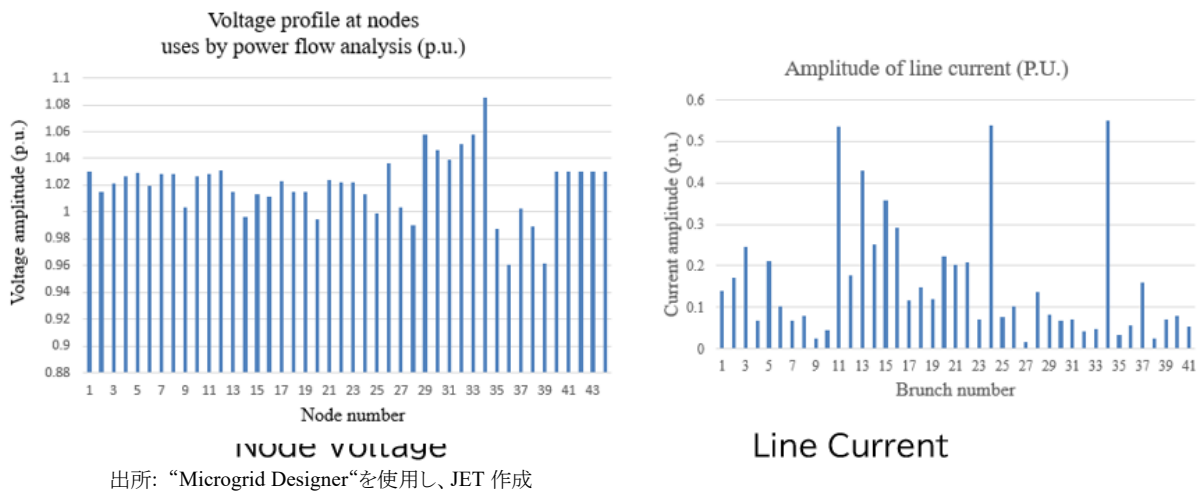 Voltage profile at nodes
uses by power flow analysis (p.u.)
Voltage amplitude (p.u.)
1.1
1.08
1.06
1.04
1.02
1
0.98
0.96
0.94
0.92
0.9
0.88
1 3 5 7 9 11 13 15 17 19 21 23 25 27 29 31 33 35 37 39 41 43
Node number
Node Voltage
出所: “Microgrid Designer“を使用し、JET 作成
Amplitude of line current (P.U.)
Current amplitude (p.u.)
0.6
0.5
0.4
0.3
0.2
0.1
0
1 3 5 7 9 11 13 15 17 19 21 23 25 27 29 31 33 35 37 39 41
Brunch number
Line Current